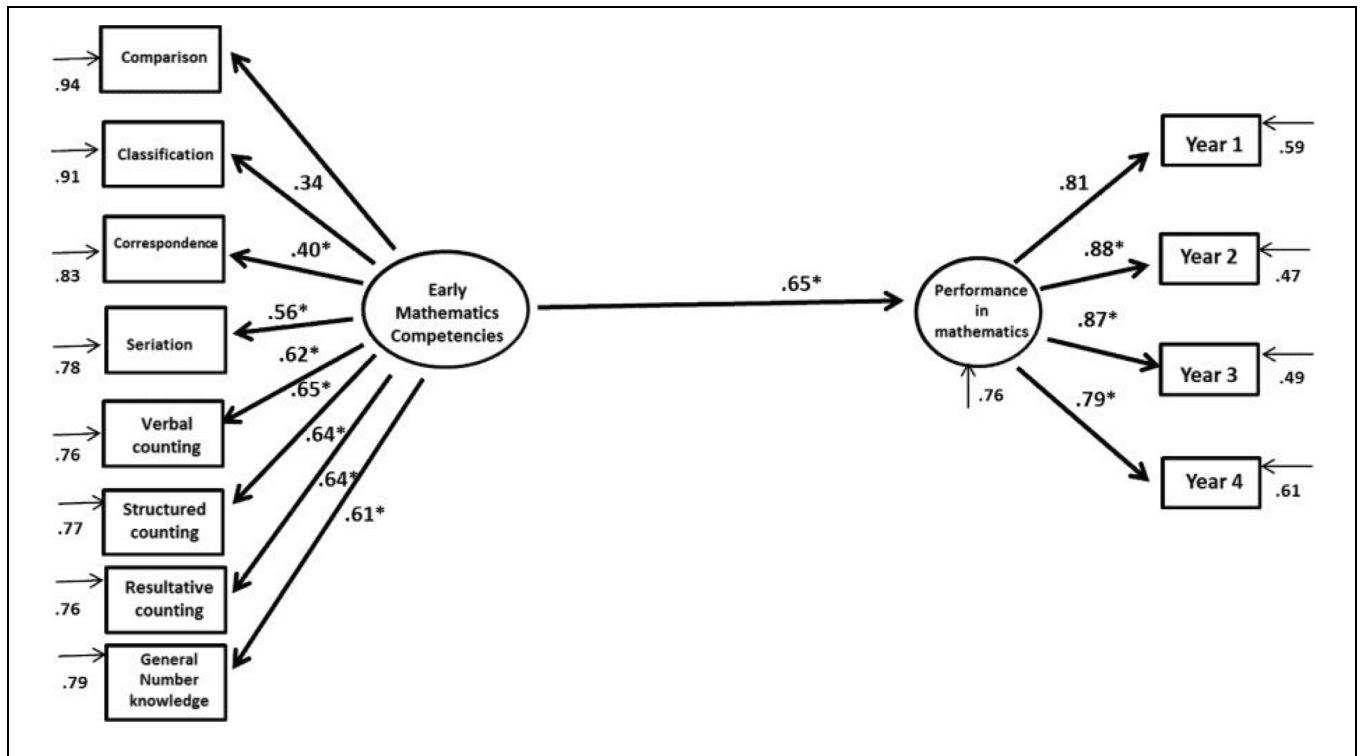 Comparison
.94
Classification
.91
Correspondence
.83
Seriation
.78
Verbal
counting
.76
Structured
counting
.77
Resultative
counting
.76
General
Number
knowledge
.79
.34
.40*
.56*
.62*
.65*
.64*
.64*
.61*
Early
Mathematics
Competencies
.65*
Performance
in
mathematics
.76
.81
.88*
.87*
.79*
Year 1
.59
Year 2
.47
Year 3
.49
Year 4
.61